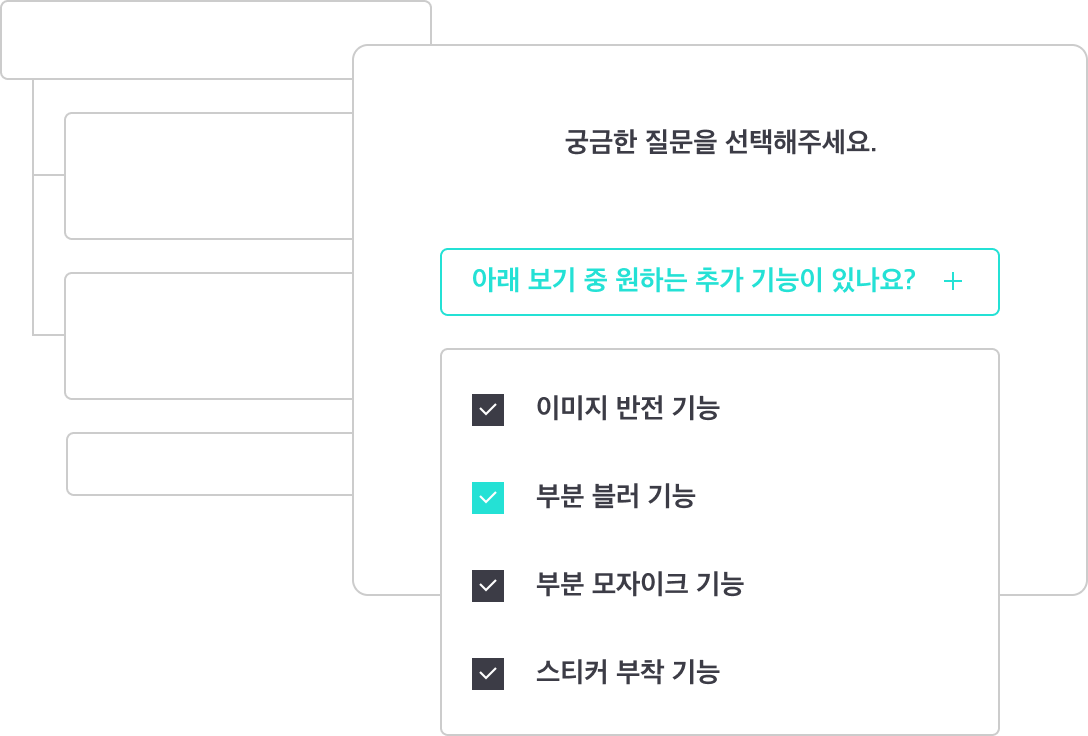 궁금한 질문을 선택해주세요.
아래 보기 중 원하는 추가 기능이 있나요? +
이미지 반전 기능
부분 블러 기능
부분 모자이크 기능
스티커 부착 기능